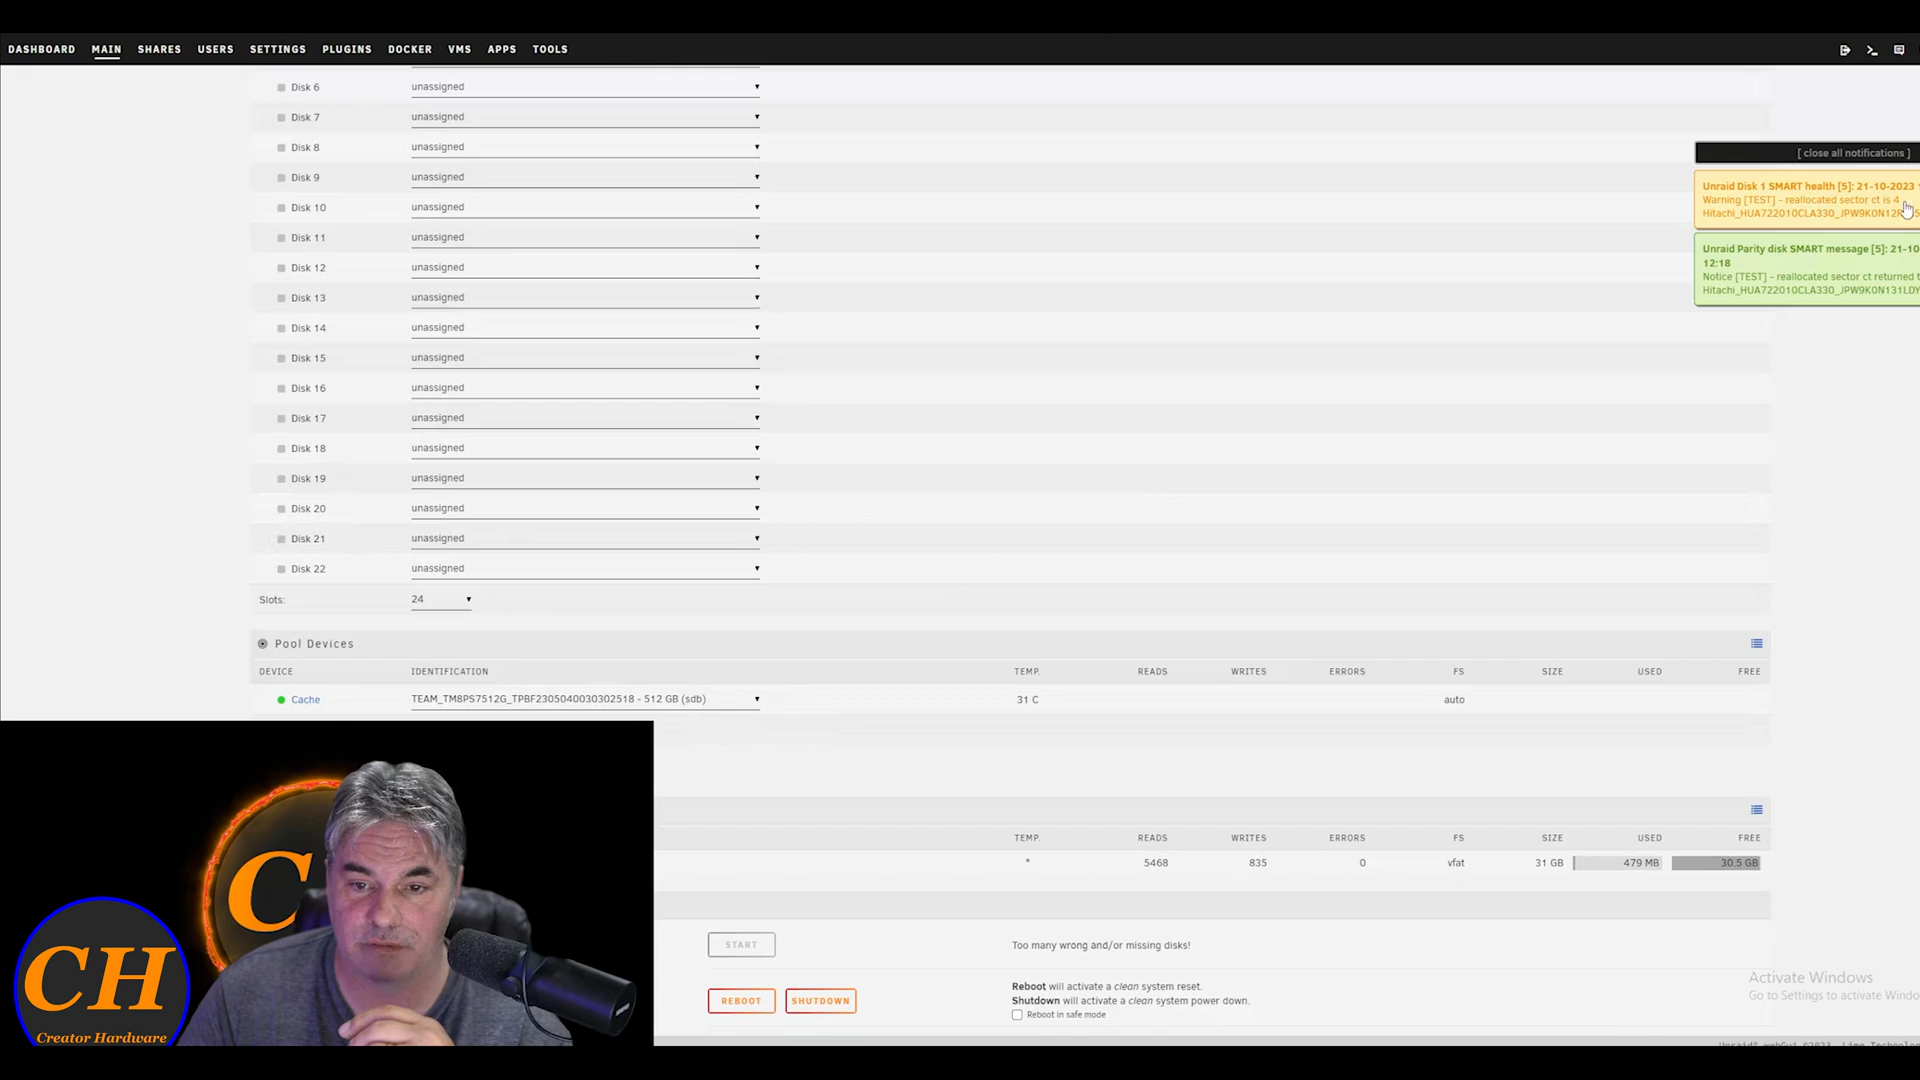 DASHBOARD MAIN SHARES USERS SETTINGS PLUGINS DOCKER VMS APPS TOOLS
Disk 6 unassigned
Disk 7 unassigned
Disk 8 unassigned
Disk 9 unassigned
Disk 10 unassigned
Disk 11 unassigned
Disk 12 unassigned
Disk 13 unassigned
Disk 14 unassigned
Disk 15 unassigned
Disk 16 unassigned
Disk 17 unassigned
Disk 18 unassigned
Disk 19 unassigned
Disk 20 unassigned
Disk 21 unassigned
Disk 22 unassigned
Slots: 24
[ close all notifications ]
Unraid Disk 1 SMART health [5]: 21-10-2023
Warning [TEST] - reallocated sector ct is 4
Unraid Parity disk SMART message [5]: 21-10
12:18
Notice [TEST] - reallocated sector ct returned t
Hitachi_HUA722010CLA330_JPW9K0N131LDY
Pool Devices
DEVICE IDENTIFICATION TEMP. READS WRITES ERRORS FS SIZE USED FREE
Cache TEAM_TM8PS7512G_TPBF2305040030302518 - 512 GB (sdb) 31 C auto
TEMP. READS WRITES ERRORS FS SIZE USED FREE
* 5468 835 0 vfat 31 GB 479 MB 30.5 GB
START Too many wrong and/or missing disks!
REBOOT SHUTDOWN
Reboot will activate a clean system reset.
Shutdown will activate a clean system power down.
Reboot in safe mode
Activate Windows
Go to Settings to activate Windo
C
CH
Creator Hardware